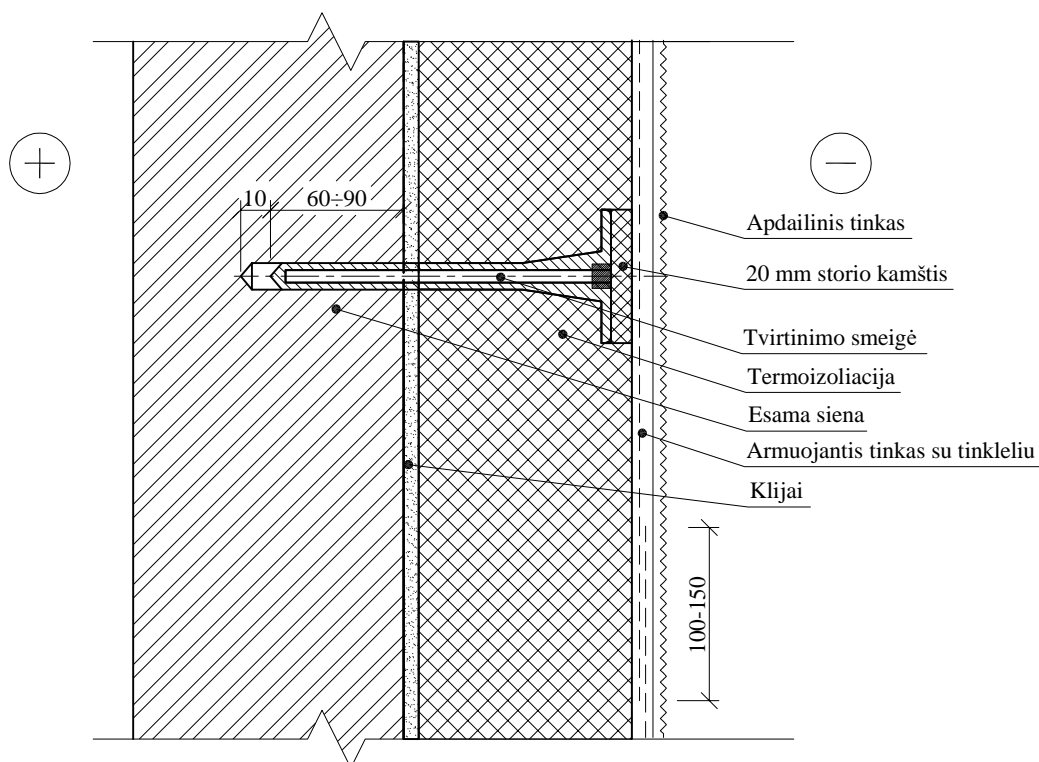 10
60÷90
Apdailinis tinkas
20 mm storio kamštis
Tvirtinimo smeigė
Termoizoliacija
Esama siena
Armuojantis tinkas su tinkleliu
Klijai
100-150